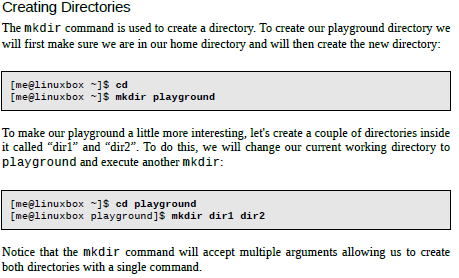 Creating Directories
The mkdir command is used to create a directory. To create our playground directory we
will first make sure we are in our home directory and will then create the new directory:
[me@linuxbox ~]$ cd
[me@linuxbox ~]$ mkdir playground
To make our playground a little more interesting, let's create a couple of directories inside
it called “dir1” and “dir2”. To do this, we will change our current working directory to
playground and execute another mkdir:
[me@linuxbox ~]$ cd playground
[me@linuxbox playground]$ mkdir dir1 dir2
Notice that the mkdir command will accept multiple arguments allowing us to create
both directories with a single command.